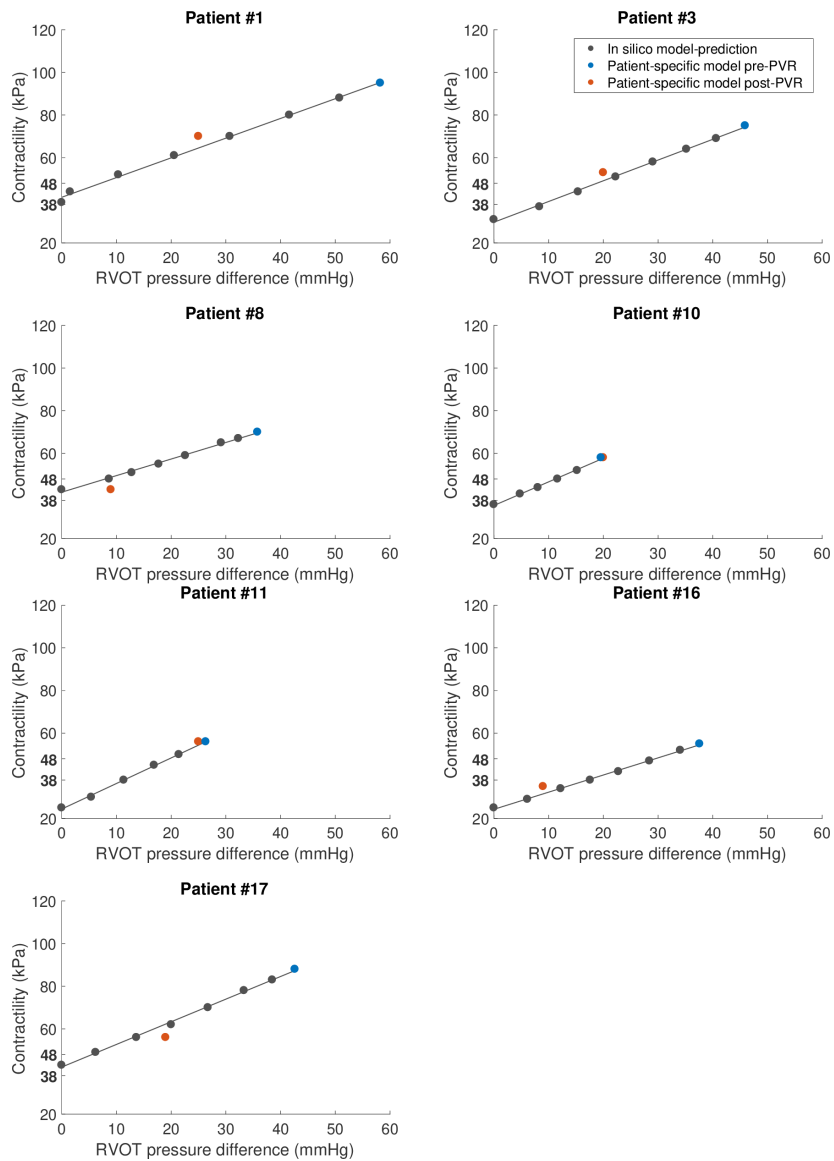 Patient #1
120
100
80
60
48
38
20
Contractility (kPa)
0 10 20 30 40 50 60
RVOT pressure difference (mmHg)
Patient #3
In silico model-prediction
Patient-specific model pre-PVR
Patient-specific model post-PVR
120
100
80
60
48
38
20
Contractility (kPa)
0 10 20 30 40 50 60
RVOT pressure difference (mmHg)
Patient #8
120
100
80
60
48
38
20
Contractility (kPa)
0 10 20 30 40 50 60
RVOT pressure difference (mmHg)
Patient #10
120
100
80
60
48
38
20
Contractility (kPa)
0 10 20 30 40 50 60
RVOT pressure difference (mmHg)
Patient #11
120
100
80
60
48
38
20
Contractility (kPa)
0 10 20 30 40 50 60
RVOT pressure difference (mmHg)
Patient #16
120
100
80
60
48
38
20
Contractility (kPa)
0 10 20 30 40 50 60
RVOT pressure difference (mmHg)
Patient #17
120
100
80
60
48
38
20
Contractility (kPa)
0 10 20 30 40 50 60
RVOT pressure difference (mmHg)